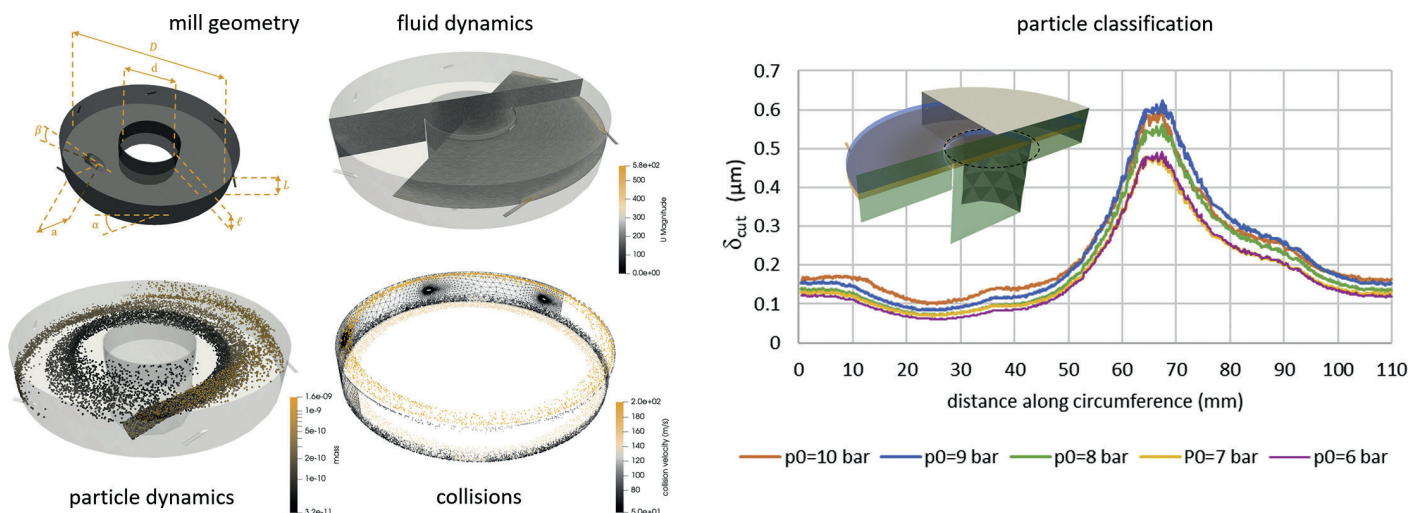 mill geometry
fluid dynamics
particle classification
D
d
β
L
ℓ
α
a
5.8e+02
500
400
300
200
100
0.0e+00
U Magnitude
1.6e-09
1e-9
5e-10
2e-10
1e-10
3.2e-11
mass
2.0e+02
180
160
140
120
100
80
5.0e+01
collision velocity (m/s)
particle dynamics
collisions
0.7
0.6
0.5
0.4
0.3
0.2
0.1
0
δcut (μm)
0 10 20 30 40 50 60 70 80 90 100 110
distance along circumference (mm)
p0=10 bar p0=9 bar p0=8 bar P0=7 bar p0=6 bar